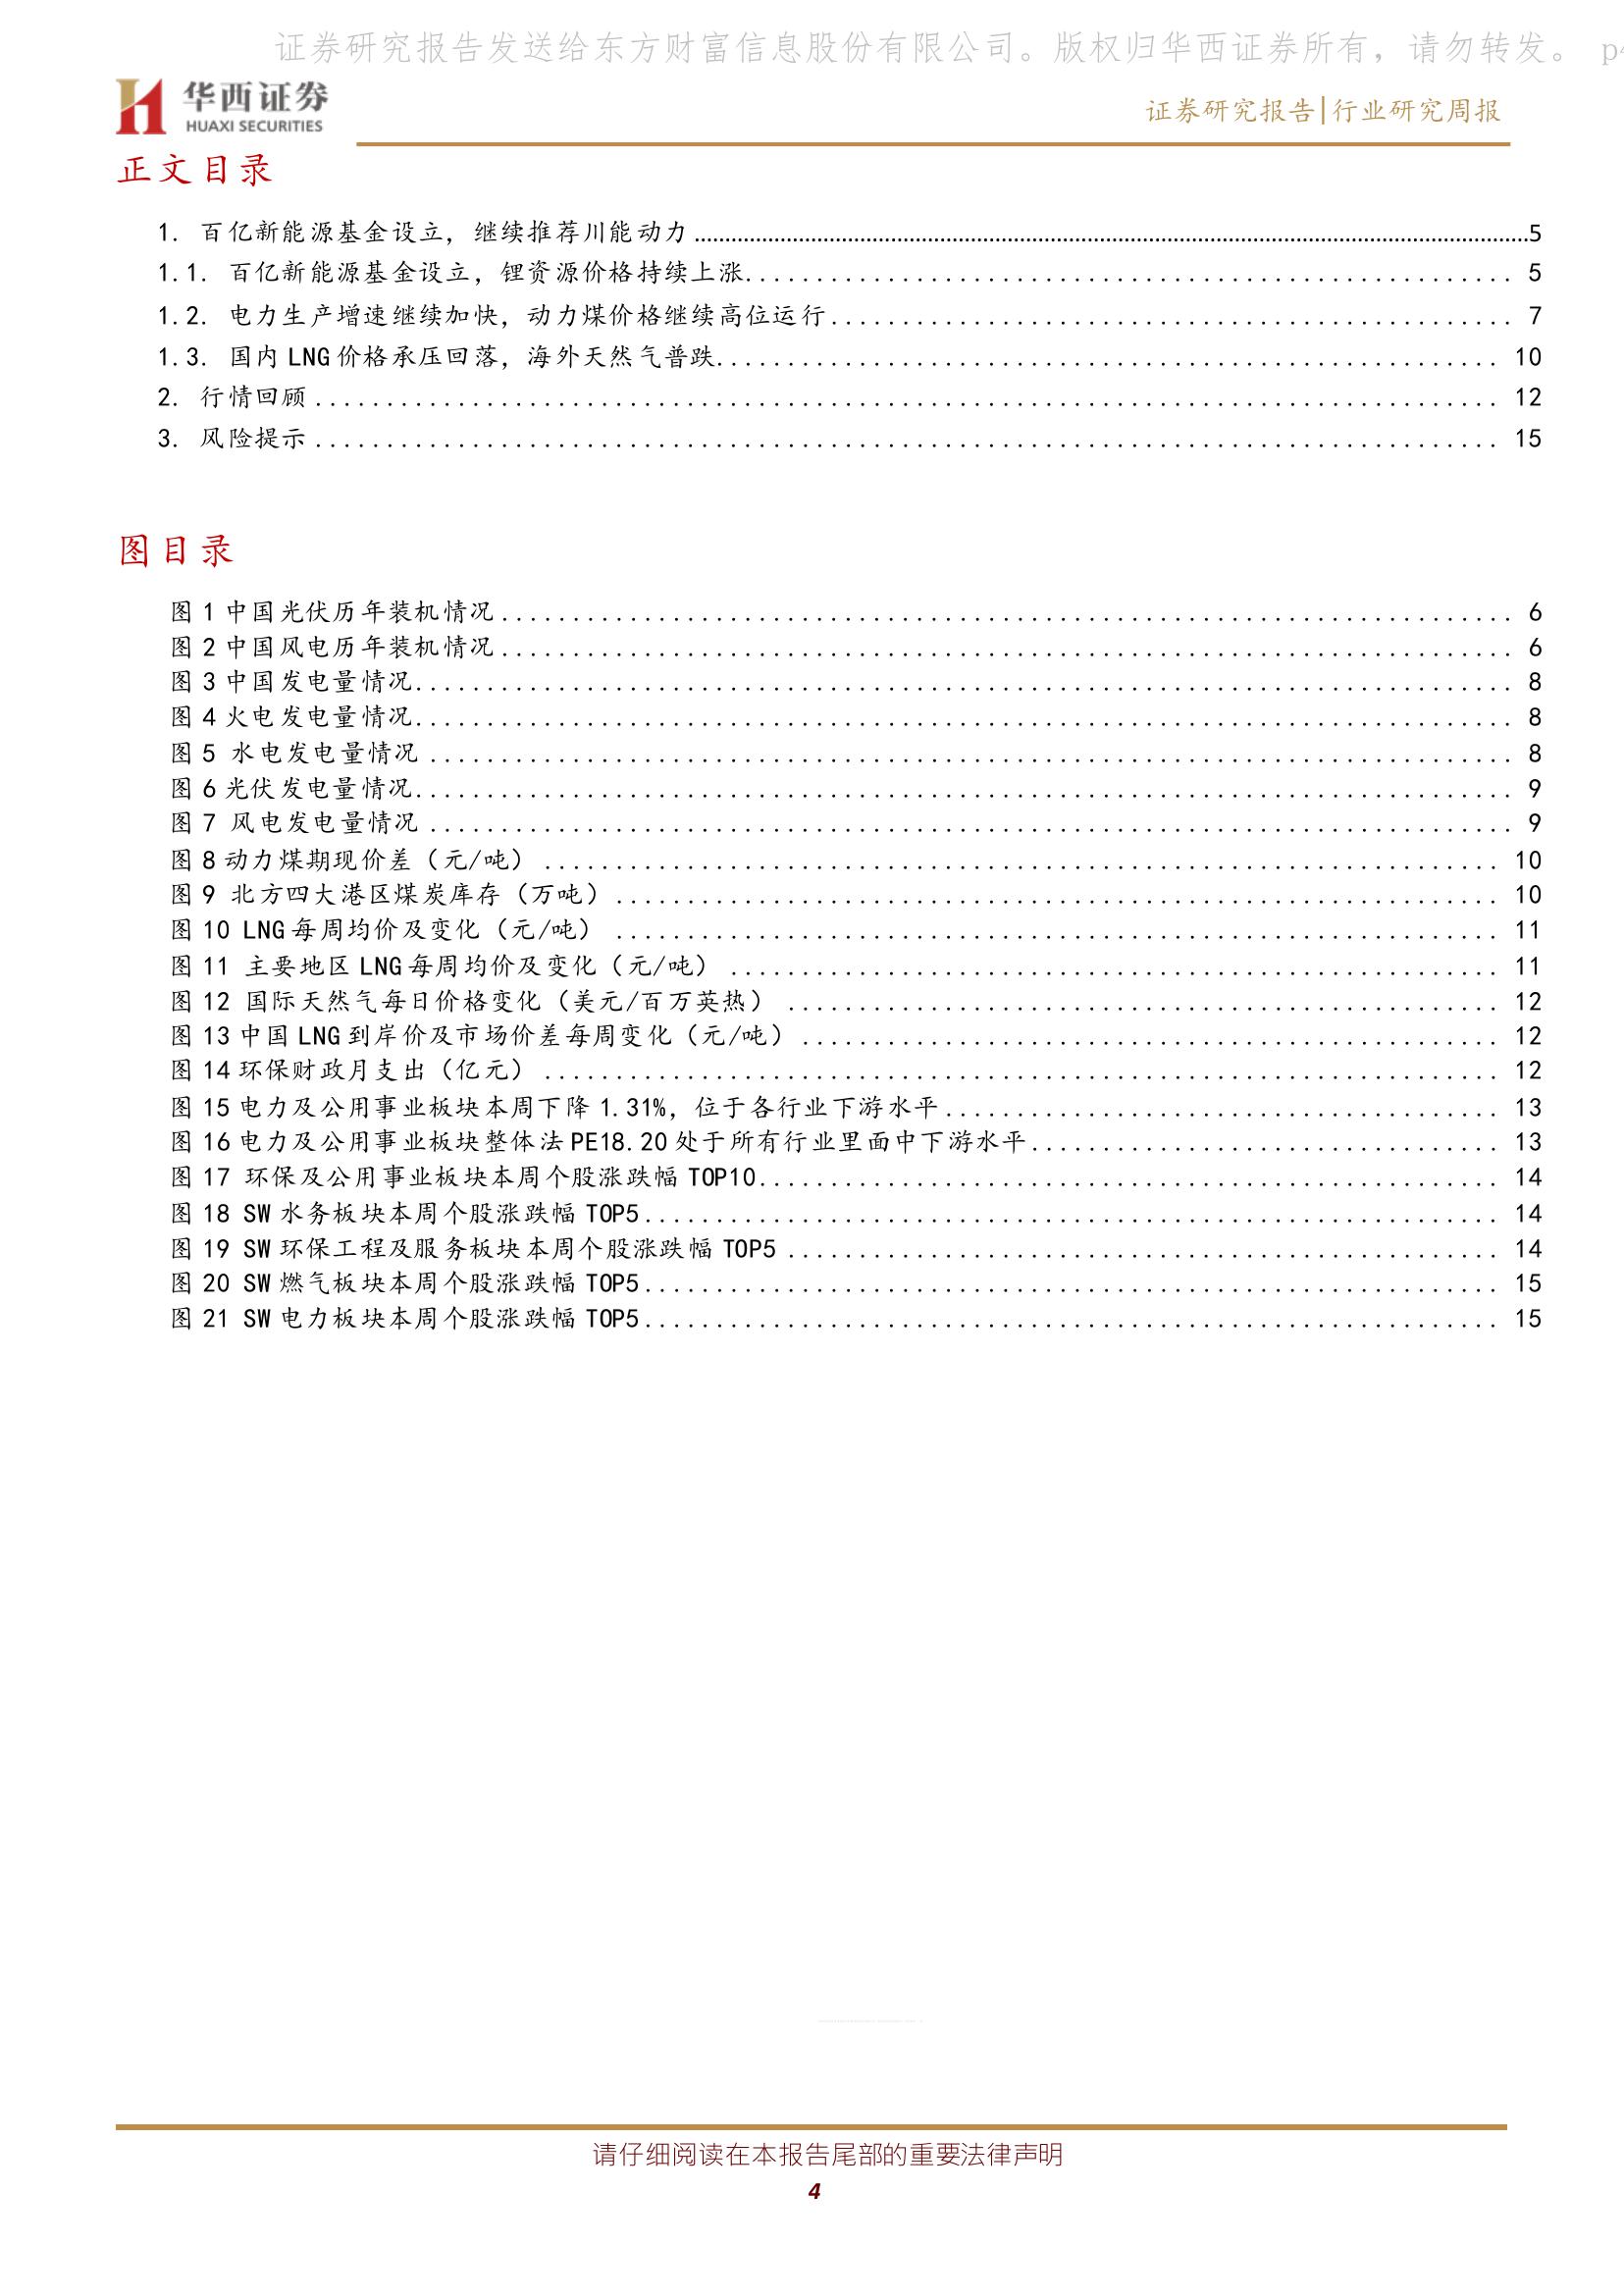 证券研究报告发送给东方财富信息股份有限公司。版权归华西证券所有，请勿转发。 p4
华西证券
HUAXI SECURITIES
证券研究报告|行业研究周报
正文目录
1. 百亿新能源基金设立，继续推荐川能动力........................5
1.1. 百亿新能源基金设立，锂资源价格持续上涨........................ 5
1.2. 电力生产增速继续加快，动力煤价格继续高位运行........................ 7
1.3. 国内 LNG 价格承压回落，海外天然气普跌........................ 10
2. 行情回顾........................ 12
3. 风险提示........................ 15
图目录
图 1 中国光伏历年装机情况........................ 6
图 2 中国风电历年装机情况........................ 6
图 3 中国发电量情况........................ 8
图 4 火电发电量情况........................ 8
图 5 水电发电量情况........................ 8
图 6 光伏发电量情况........................ 9
图 7 风电发电量情况........................ 9
图 8 动力煤期现价差（元/吨）........................ 10
图 9 北方四大港区煤炭库存（万吨）........................ 10
图 10 LNG 每周均价及变化（元/吨）........................ 11
图 11 主要地区 LNG 每周均价及变化（元/吨）........................ 11
图 12 国际天然气每日价格变化（美元/百万英热）........................ 12
图 13 中国 LNG 到岸价及市场价差每周变化（元/吨）........................ 12
图 14 环保财政月支出（亿元）........................ 12
图 15 电力及公用事业板块本周下降 1.31%，位于各行业下游水平........................ 13
图 16 电力及公用事业板块整体法 PE18.20 处于所有行业里面中下游水平........................ 13
图 17 环保及公用事业板块本周个股涨跌幅 TOP10........................ 14
图 18 SW 水务板块本周个股涨跌幅 TOP5........................ 14
图 19 SW 环保工程及服务板块本周个股涨跌幅 TOP5........................ 14
图 20 SW 燃气板块本周个股涨跌幅 TOP5........................ 15
图 21 SW 电力板块本周个股涨跌幅 TOP5........................ 15
请仔细阅读在本报告尾部的重要法律声明
4